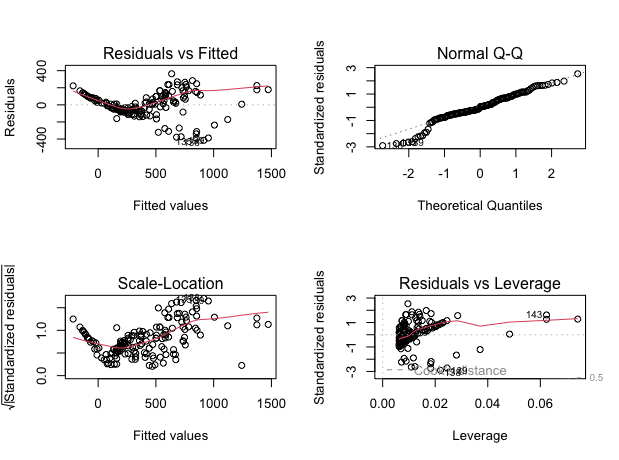 Residuals vs Fitted
Residuals
400
0
-400
0
500
1000
1500
Fitted values
Normal Q-Q
Standardized residuals
3
1
-1
-3
-2
-1
0
1
2
Theoretical Quantiles
Scale-Location
√|Standardized residuals|
1.0
0.0
0
500
1000
1500
Fitted values
Residuals vs Leverage
Standardized residuals
3
1
-1
-3
143
Cook's distance
0.5
0.00
0.02
0.04
0.06
Leverage